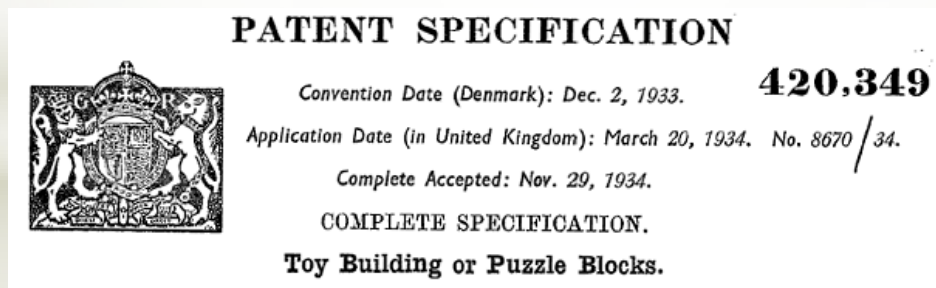 PATENT SPECIFICATION
420,349
Convention Date (Denmark): Dec. 2, 1933.
Application Date (in United Kingdom): March 20, 1934. No. 8670/34.
Complete Accepted: Nov. 29, 1934.
COMPLETE SPECIFICATION.
Toy Building or Puzzle Blocks.